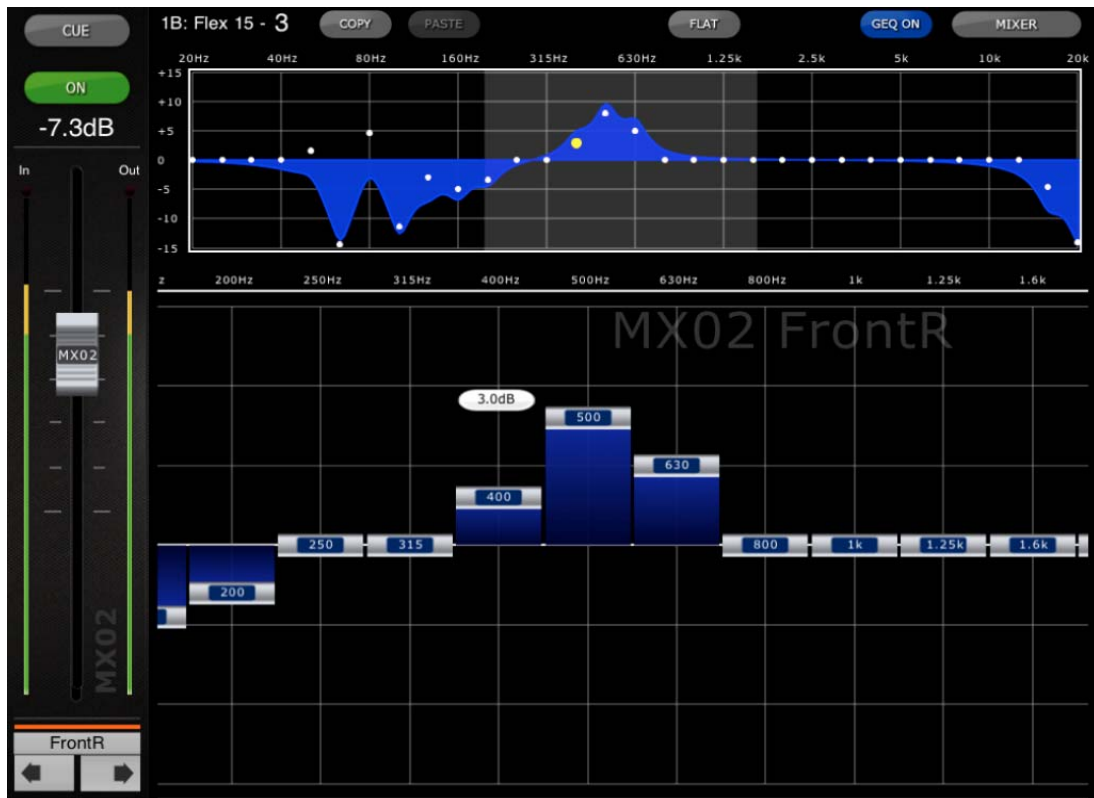 CUE
1B: Flex 15 - 3
COPY
PASTE
FLAT
GEQ ON
MIXER
20Hz 40Hz 80Hz 160Hz 315Hz 630Hz 1.25k 2.5k 5k 10k 20k
ON
-7.3dB
+15
+10
+5
0
-5
-10
-15
In Out
z 200Hz 250Hz 315Hz 400Hz 500Hz 630Hz 800Hz 1k 1.25k 1.6k
MX02 FrontR
MX02
3.0dB
500
630
400
250 315 800 1k 1.25k 1.6k
200
MX02
FrontR